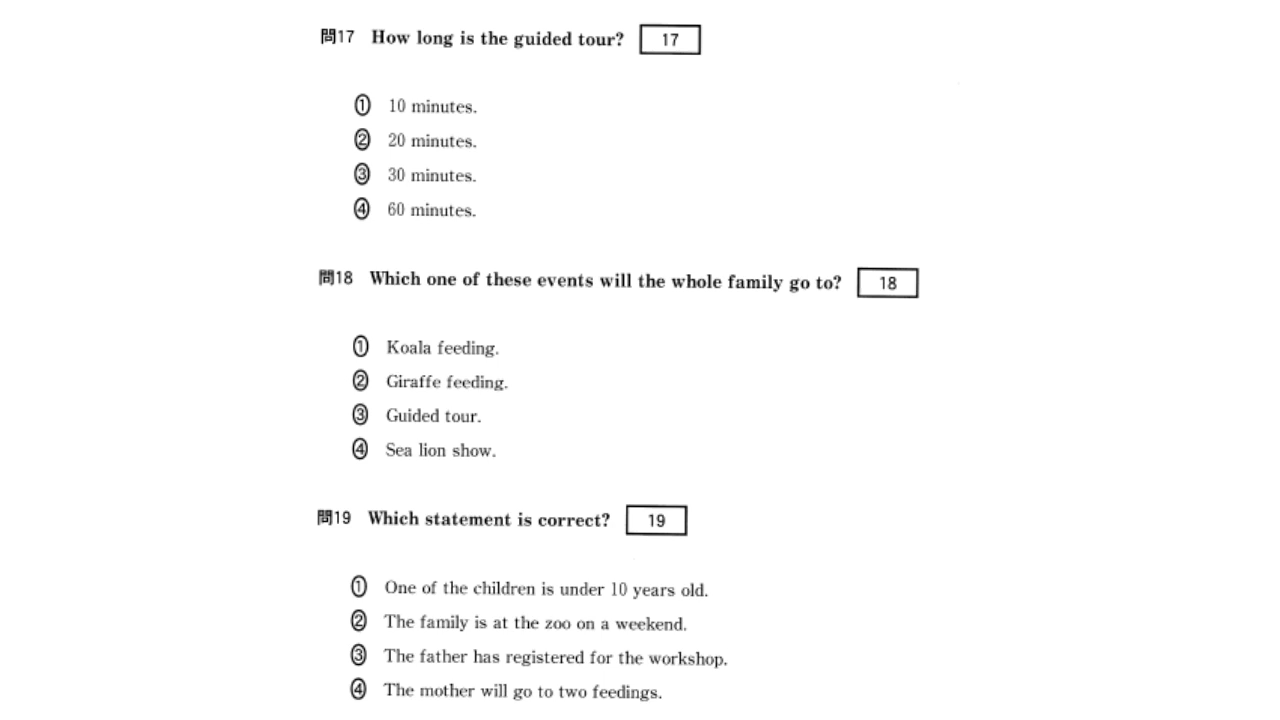 問17 How long is the guided tour? 17
① 10 minutes.
② 20 minutes.
③ 30 minutes.
④ 60 minutes.
問18 Which one of these events will the whole family go to? 18
① Koala feeding.
② Giraffe feeding.
③ Guided tour.
④ Sea lion show.
問19 Which statement is correct? 19
① One of the children is under 10 years old.
② The family is at the zoo on a weekend.
③ The father has registered for the workshop.
④ The mother will go to two feedings.